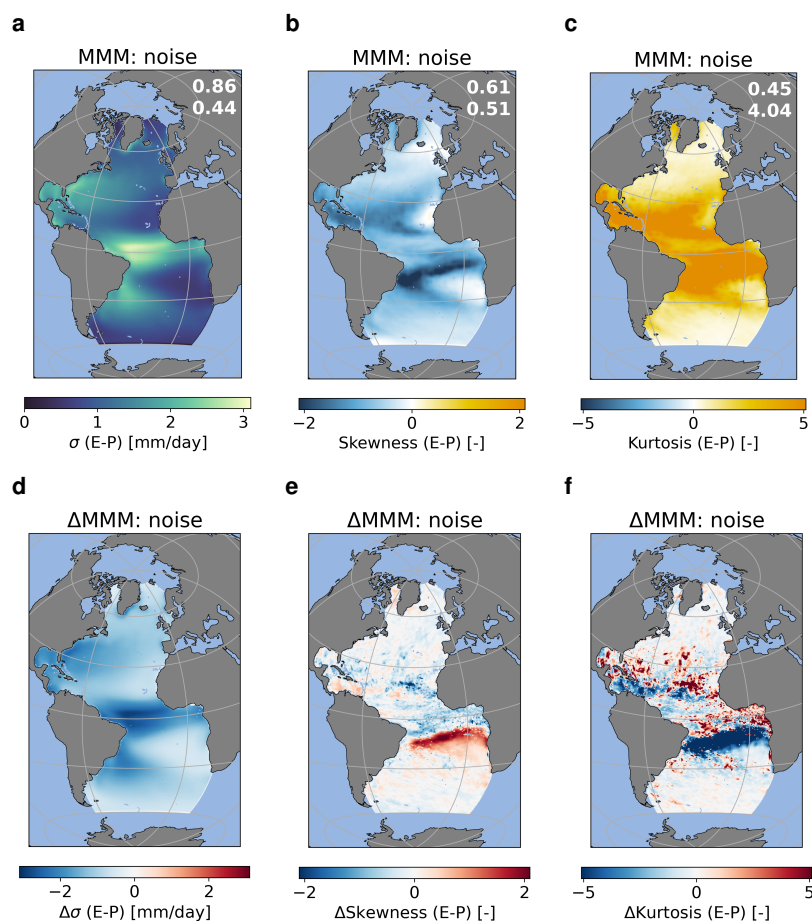 a
MMM: noise
0.86
0.44
0 1 2 3
σ (E-P) [mm/day]
b
MMM: noise
0.61
0.51
−2 0 2
Skewness (E-P) [-]
c
MMM: noise
0.45
4.04
−5 0 5
Kurtosis (E-P) [-]
d
ΔMMM: noise
−2 0 2
Δσ (E-P) [mm/day]
e
ΔMMM: noise
−2 −1 0 1 2
ΔSkewness (E-P) [-]
f
ΔMMM: noise
−5 0 5
ΔKurtosis (E-P) [-]